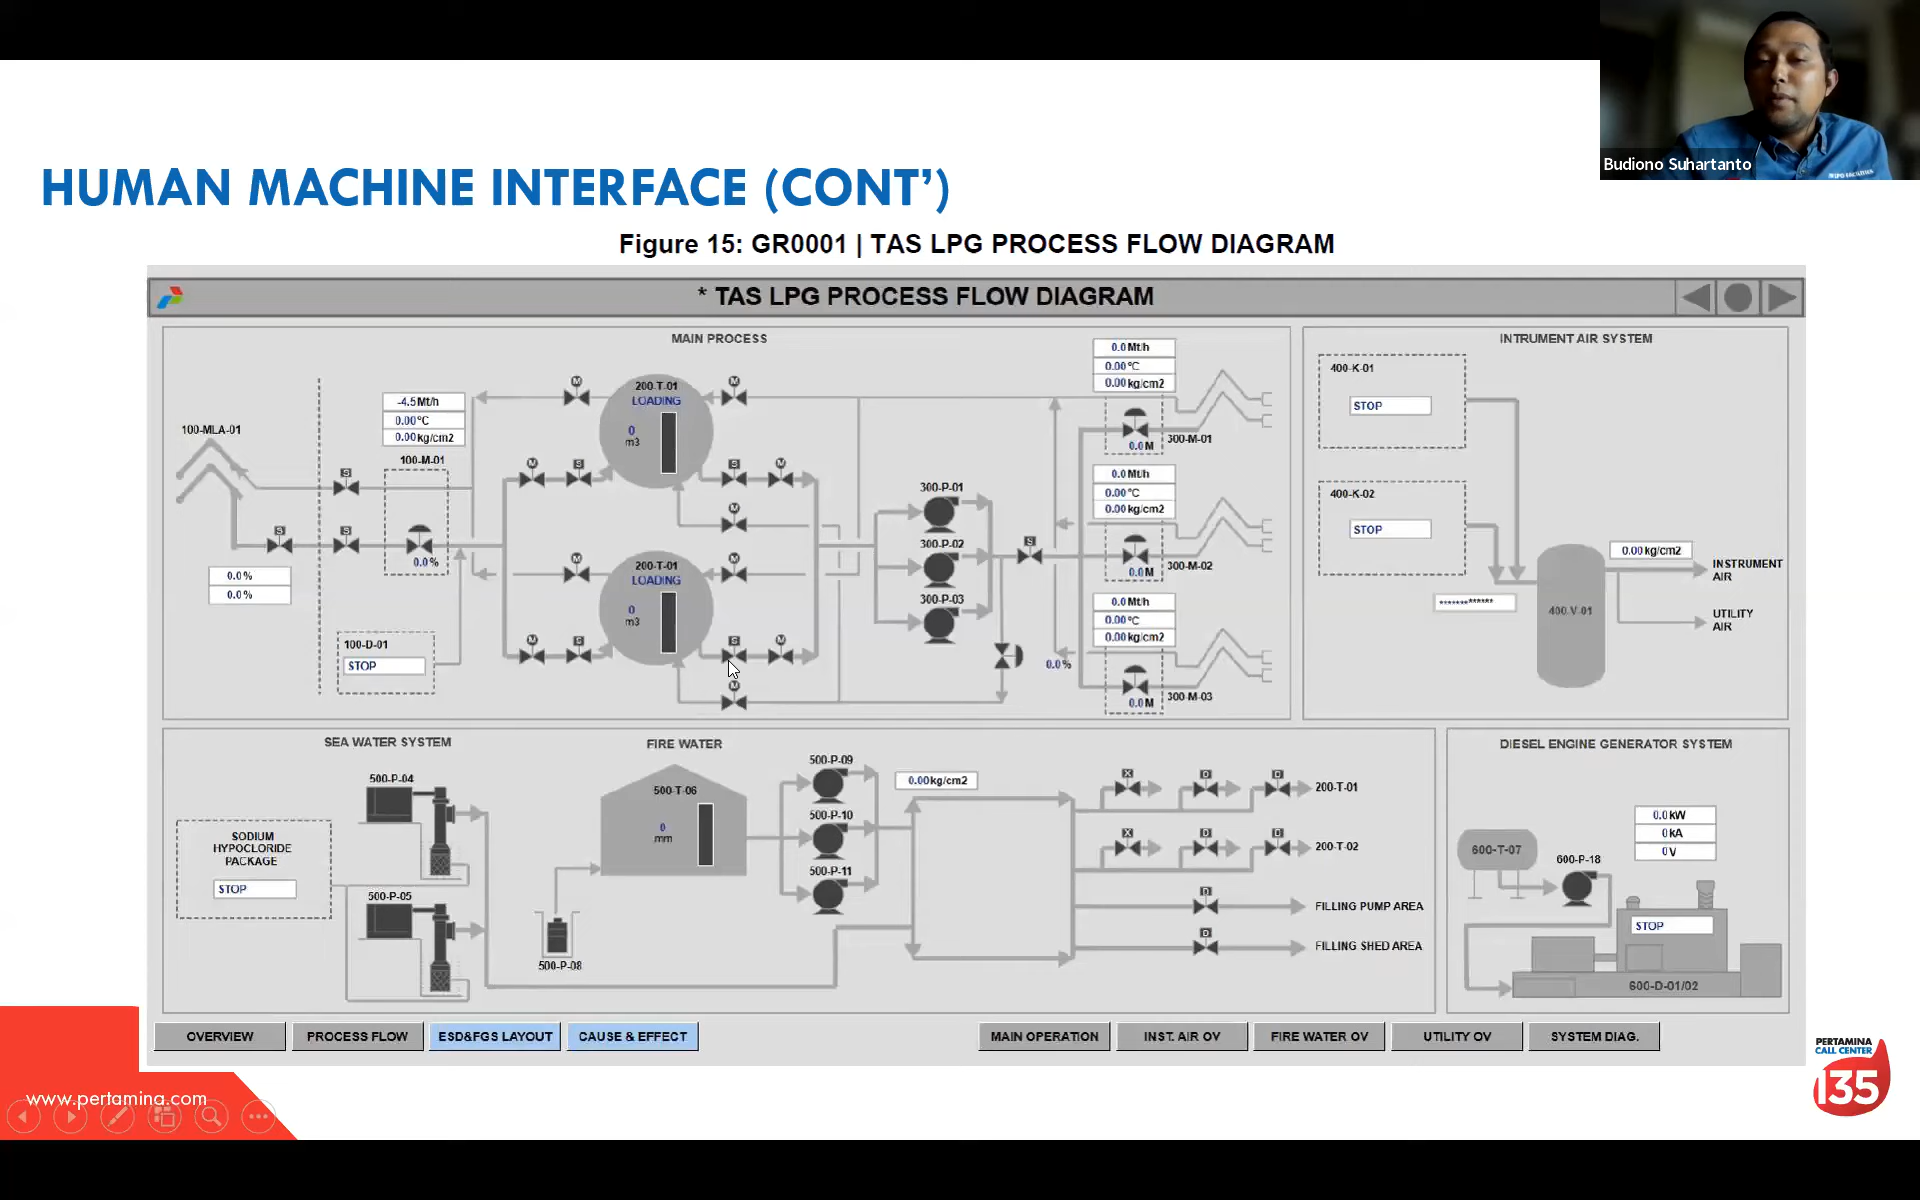 Budiono Suhartanto
HUMAN MACHINE INTERFACE (CONT’)
Figure 15: GR0001 | TAS LPG PROCESS FLOW DIAGRAM
* TAS LPG PROCESS FLOW DIAGRAM
MAIN PROCESS
100-MLA-01
-4.5 Mt/h
0.00 °C
0.00 kg/cm2
100-M-01
0.0 %
0.0 %
0.0 %
100-D-01
STOP
200-T-01
LOADING
0
m3
200-T-01
LOADING
0
m3
300-P-01
300-P-02
300-P-03
0.0 %
0.0 Mt/h
0.00 °C
0.00 kg/cm2
0.0 M
300-M-01
0.0 Mt/h
0.00 °C
0.00 kg/cm2
0.0 M
300-M-02
0.0 Mt/h
0.00 °C
0.00 kg/cm2
0.0 M
300-M-03
INTRUMENT AIR SYSTEM
400-K-01
STOP
400-K-02
STOP
400-V-01
0.00 kg/cm2
INSTRUMENT
AIR
UTILITY
AIR
SEA WATER SYSTEM
SODIUM
HYPOCLORIDE
PACKAGE
STOP
500-P-04
500-P-05
FIRE WATER
500-T-06
0
mm
500-P-08
500-P-09
500-P-10
500-P-11
0.00 kg/cm2
200-T-01
200-T-02
FILLING PUMP AREA
FILLING SHED AREA
DIESEL ENGINE GENERATOR SYSTEM
600-T-07
600-P-18
0.0 kW
0 kA
0 V
STOP
600-D-01/02
OVERVIEW
PROCESS FLOW
ESD&FGS LAYOUT
CAUSE & EFFECT
MAIN OPERATION
INST. AIR OV
FIRE WATER OV
UTILITY OV
SYSTEM DIAG.
www.pertamina.com
PERTAMINA
CALL CENTER
135